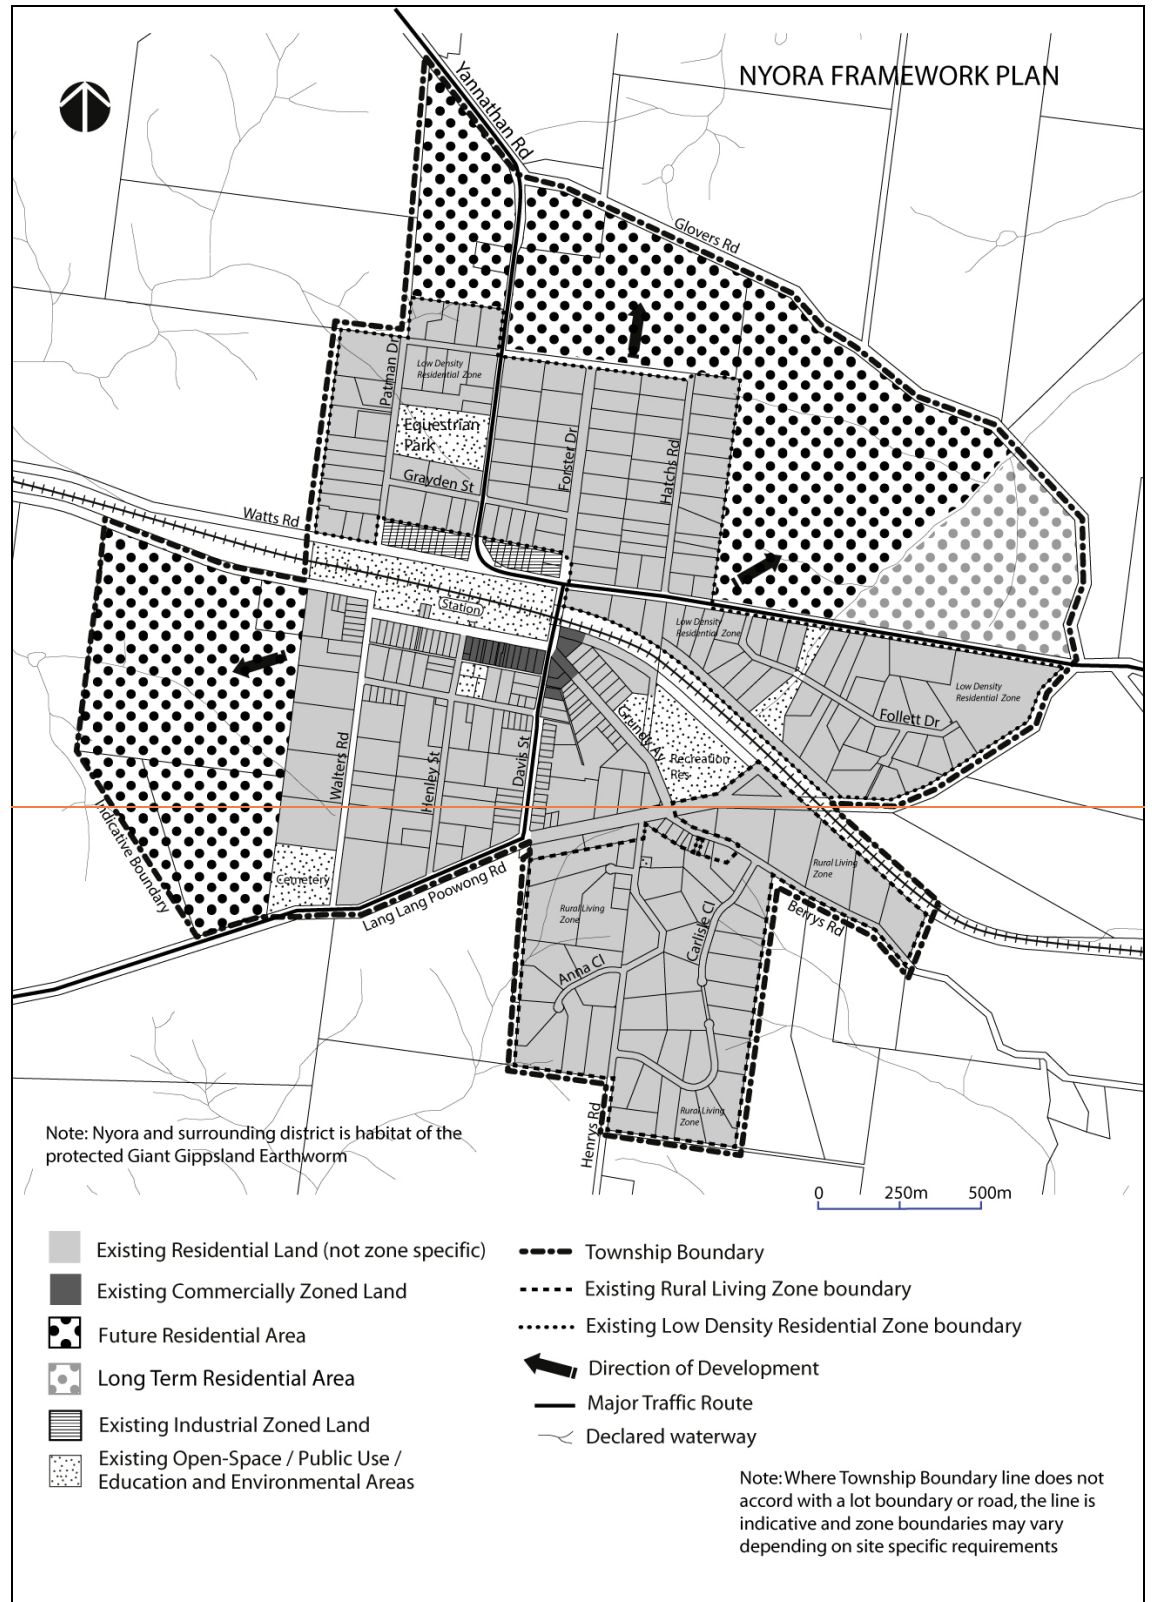 NYORA FRAMEWORK PLAN
Yannathan Rd
Glovers Rd
Patman Dr
Low Density
Residential Zone
Equestrian
Park
Grayden St
Forster Dr
Hatchs Rd
Watts Rd
Station
Low Density
Residential Zone
Low Density
Residential Zone
Follett Dr
Grundy Av
Recreation
Res
Walters Rd
Henley St
Davis St
Indicative Boundary
Cemetery
Lang Lang Poowong Rd
Rural Living
Zone
Rural Living
Zone
Berrys Rd
Carlisle Cl
Anna Cl
Rural Living
Zone
Henrys Rd
Note: Nyora and surrounding district is habitat of the
protected Giant Gippsland Earthworm
0 250m 500m
Existing Residential Land (not zone specific)
Existing Commercially Zoned Land
Future Residential Area
Long Term Residential Area
Existing Industrial Zoned Land
Existing Open-Space / Public Use /
Education and Environmental Areas
Township Boundary
Existing Rural Living Zone boundary
Existing Low Density Residential Zone boundary
Direction of Development
Major Traffic Route
Declared waterway
Note: Where Township Boundary line does not
accord with a lot boundary or road, the line is
indicative and zone boundaries may vary
depending on site specific requirements